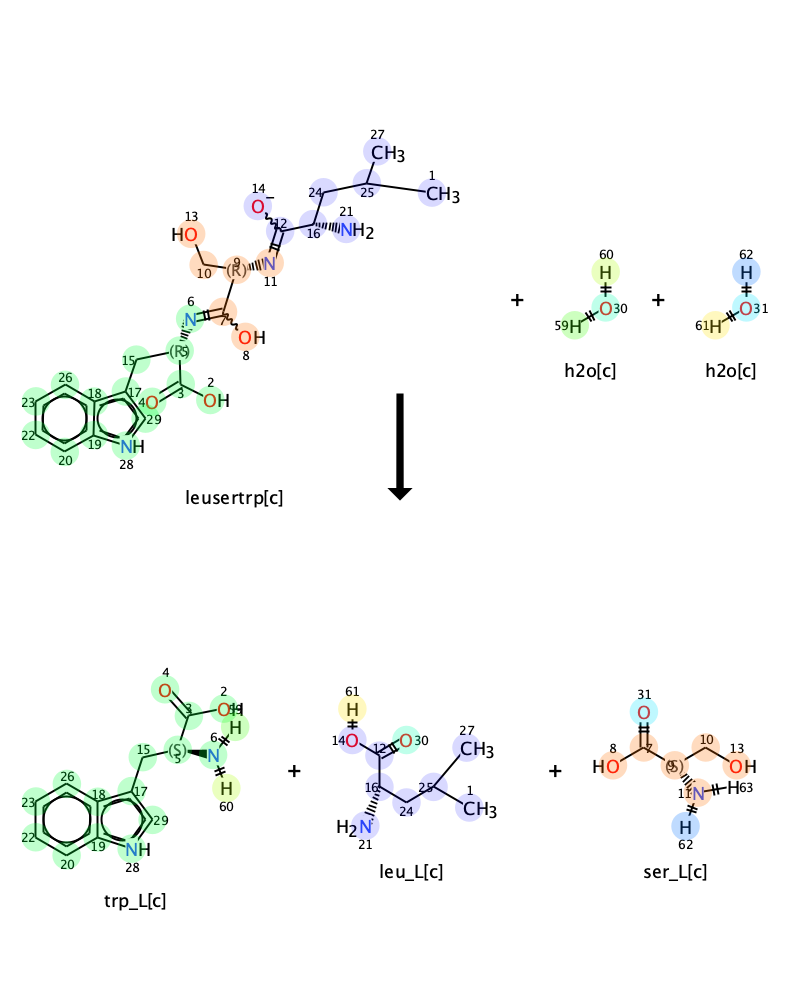 27
CH3
1
CH3
24
25
14
O−
21
12
16
NH2
13
HO
9
(R)
N
10
11
6
N
7
OH
8
(R)
15
2
OH
3
4
O
26
17
18
29
23
22
19
NH
28
20
leusertrp[c]
+
60
H
O
30
59
H
h2o[c]
+
62
H
O
31
61
H
h2o[c]
4
O
2
OH
3
H
6
N
15
(S)
5
H
60
26
17
18
23
29
22
19
NH
28
20
trp_L[c]
+
61
H
14
O
12
O
30
27
CH3
16
25
1
CH3
24
H2N
21
leu_L[c]
+
31
O
8
HO
7
10
13
OH
(S)
11
N
H
63
H
62
ser_L[c]